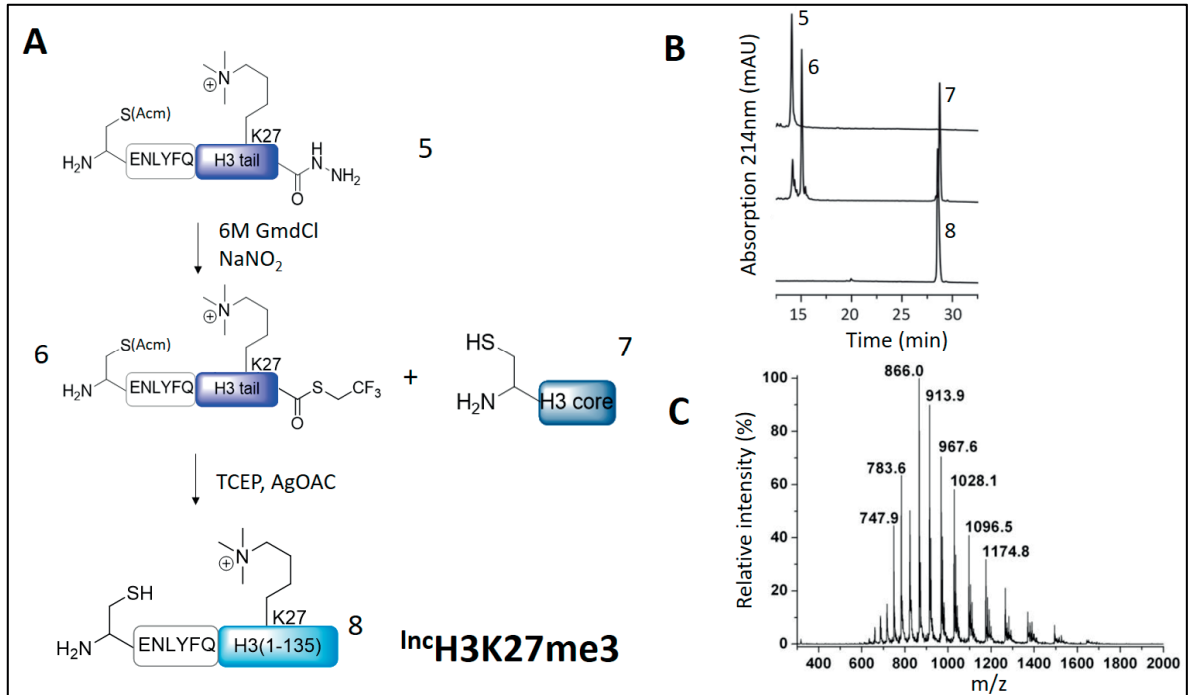 A
N
⊕
S(Acm)
K27
H₂N
ENLYFQ
H3 tail
H
N
NH₂
O
5
6M GmdCl
NaNO₂
N
⊕
6
S(Acm)
K27
H₂N
ENLYFQ
H3 tail
S
CF₃
O
+
HS
7
H₂N
H3 core
TCEP, AgOAC
N
⊕
SH
K27
H₂N
ENLYFQ
H3(1-135)
8
lncH3K27me3
B
Absorption 214nm (mAU)
5
6
7
8
15
20
25
30
Time (min)
C
Relative intensity (%)
100
80
60
40
20
0
866.0
913.9
967.6
783.6
1028.1
747.9
1096.5
1174.8
400
600
800
1000
1200
1400
1600
1800
2000
m/z